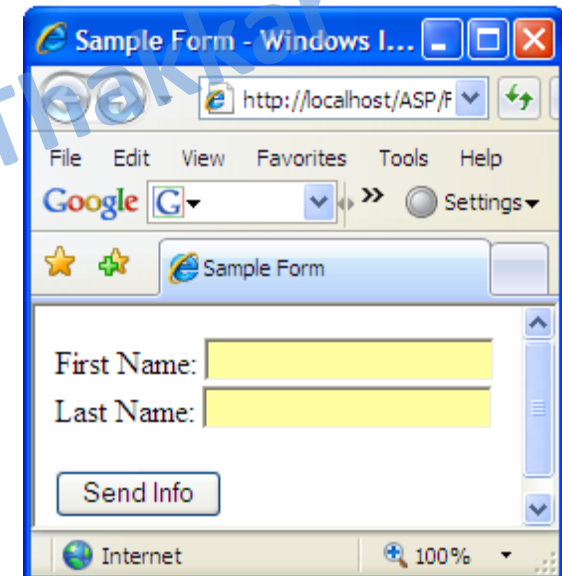 Sample Form - Windows I...
http://localhost/ASP/F
File Edit View Favorites Tools Help
Google G Settings
Sample Form
First Name:
Last Name:
Send Info
Internet 100%
Thakkar